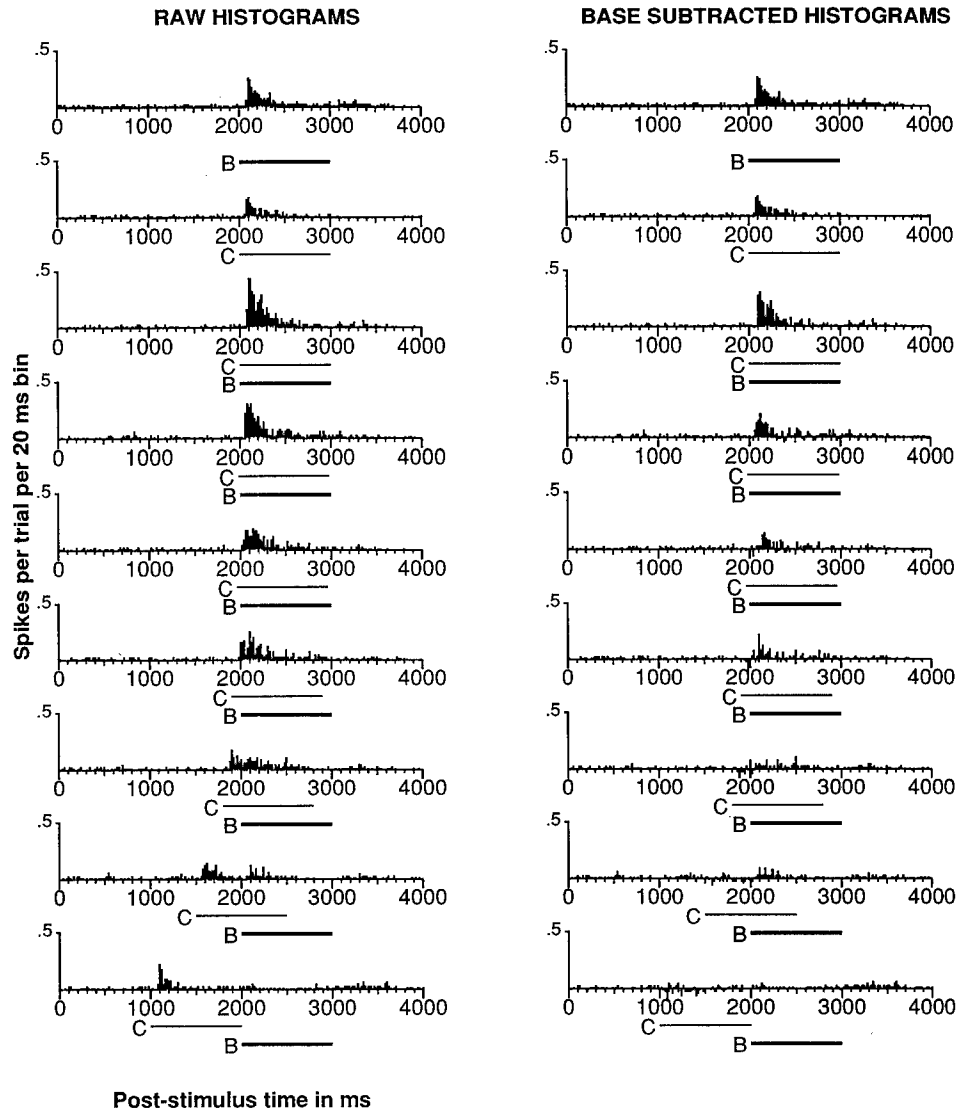 RAW HISTOGRAMS
Spikes per trial per 20 ms bin
.5
0 1000 2000 3000 4000
B
.5
0 1000 2000 3000 4000
C
.5
0 1000 2000 3000 4000
C
B
.5
0 1000 2000 3000 4000
C
B
.5
0 1000 2000 3000 4000
C
B
.5
0 1000 2000 3000 4000
C
B
.5
0 1000 2000 3000 4000
C
B
.5
0 1000 2000 3000 4000
C
B
.5
0 1000 2000 3000 4000
C
B
Post-stimulus time in ms
BASE SUBTRACTED HISTOGRAMS
.5
0 1000 2000 3000 4000
B
.5
0 1000 2000 3000 4000
C
.5
0 1000 2000 3000 4000
C
B
.5
0 1000 2000 3000 4000
C
B
.5
0 1000 2000 3000 4000
C
B
.5
0 1000 2000 3000 4000
C
B
.5
0 1000 2000 3000 4000
C
B
.5
0 1000 2000 3000 4000
C
B
.5
0 1000 2000 3000 4000
C
B